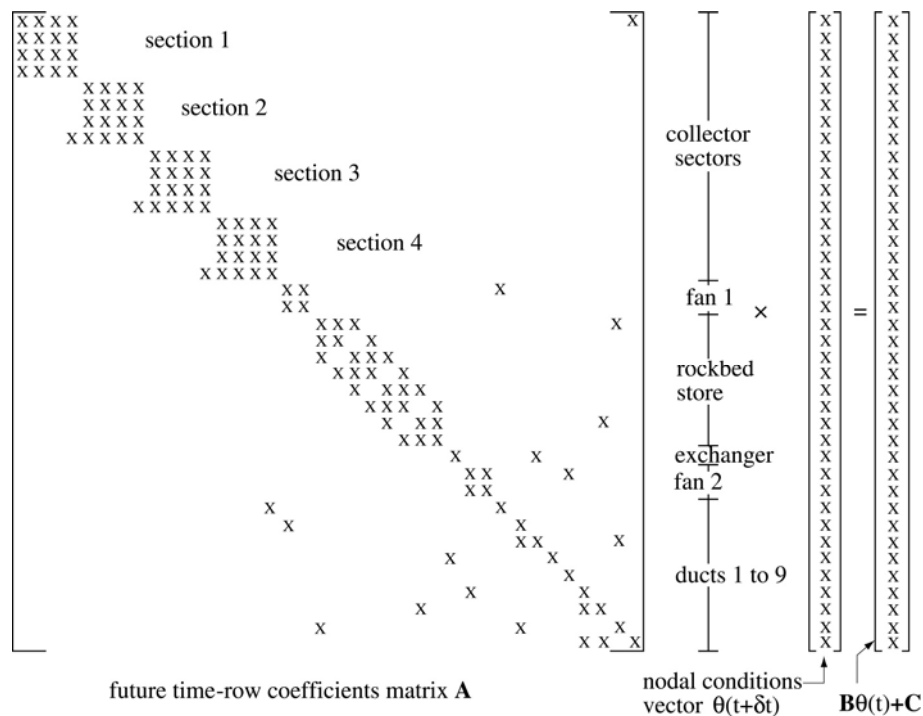 x x x x x x x
x x x x section 1 x x
x x x x x x
x x x x x x
x x x x x x
x x x x section 2 x x
x x x x x x
x x x x x collector x x
x x x x sectors x x
x x x x section 3 x x
x x x x x x
x x x x x x x
x x x x x x
x x x x section 4 x x
x x x x x x
x x x x x x x
x x x fan 1 x x
x x × x = x
x x x x x x
x x x x x
x x x x rockbed x x
x x x x store x x
x x x x x x
x x x x x x
x x x x x x
x x x x x
x x exchanger x x
x x x fan 2 x x
x x x x
x x x x
x x x x
x x x x x
x x x x
x ducts 1 to 9 x x
x x x x
x x x x x
x x x x x
x x x x x
nodal conditions
future time-row coefficients matrix A vector θ(t+δt) Bθ(t)+C